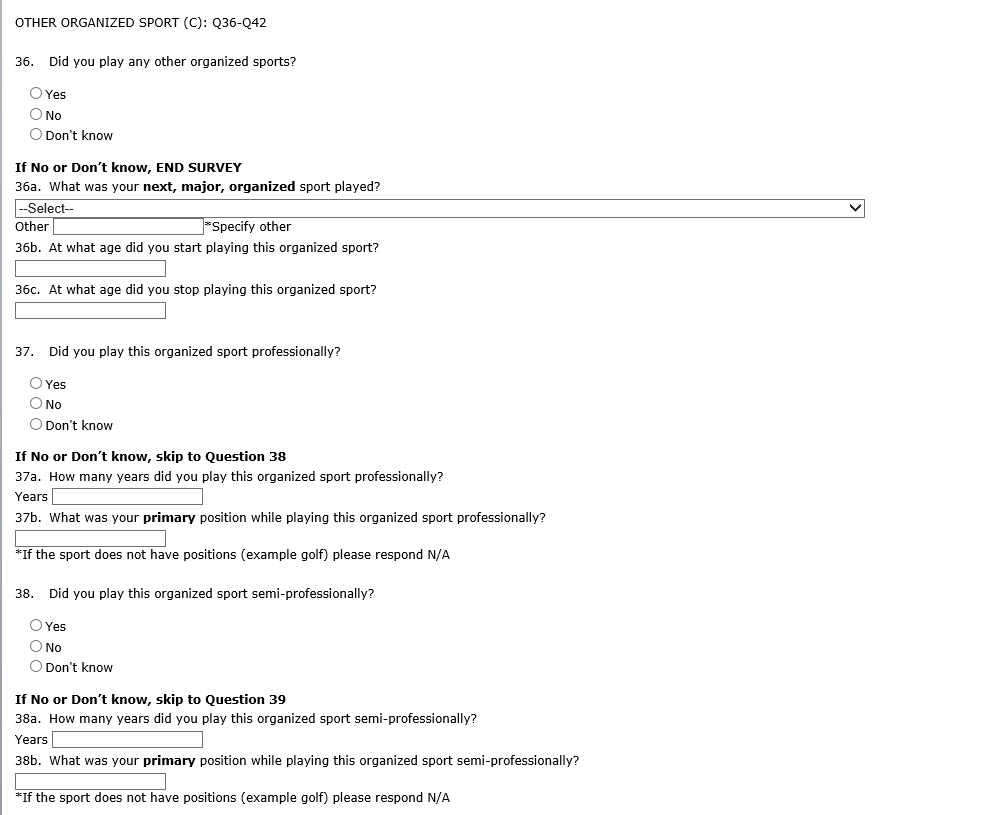 OTHER ORGANIZED SPORT (C): Q36-Q42
36. Did you play any other organized sports?
Yes
No
Don't know
If No or Don’t know, END SURVEY
36a. What was your next, major, organized sport played?
--Select--
Other *Specify other
36b. At what age did you start playing this organized sport?
36c. At what age did you stop playing this organized sport?
37. Did you play this organized sport professionally?
Yes
No
Don't know
If No or Don’t know, skip to Question 38
37a. How many years did you play this organized sport professionally?
Years
37b. What was your primary position while playing this organized sport professionally?
*If the sport does not have positions (example golf) please respond N/A
38. Did you play this organized sport semi-professionally?
Yes
No
Don't know
If No or Don’t know, skip to Question 39
38a. How many years did you play this organized sport semi-professionally?
Years
38b. What was your primary position while playing this organized sport semi-professionally?
*If the sport does not have positions (example golf) please respond N/A